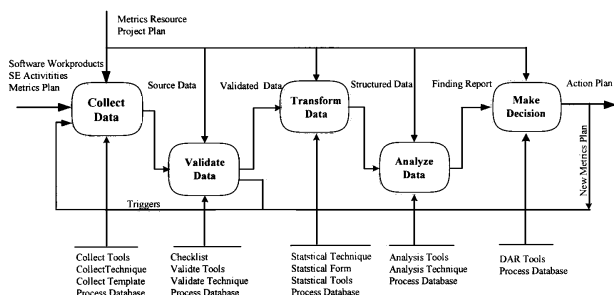 Metrics Resource
Project Plan
Software Workproducts
SE Activitities
Metrics Plan
Collect
Data
Source Data
Validate
Data
Validated Data
Transform
Data
Structured Data
Analyze
Data
Finding Report
Make
Decision
Action Plan
New Metrics Plan
Triggers
Collect Tools
CollectTechnique
Collect Template
Process Database
Checklist
Validte Tools
Validate Technique
Process Database
Statstical Technique
Statstical Form
Statstical Tools
Process Database
Analysis Tools
Analysis Technique
Process Database
DAR Tools
Process Database